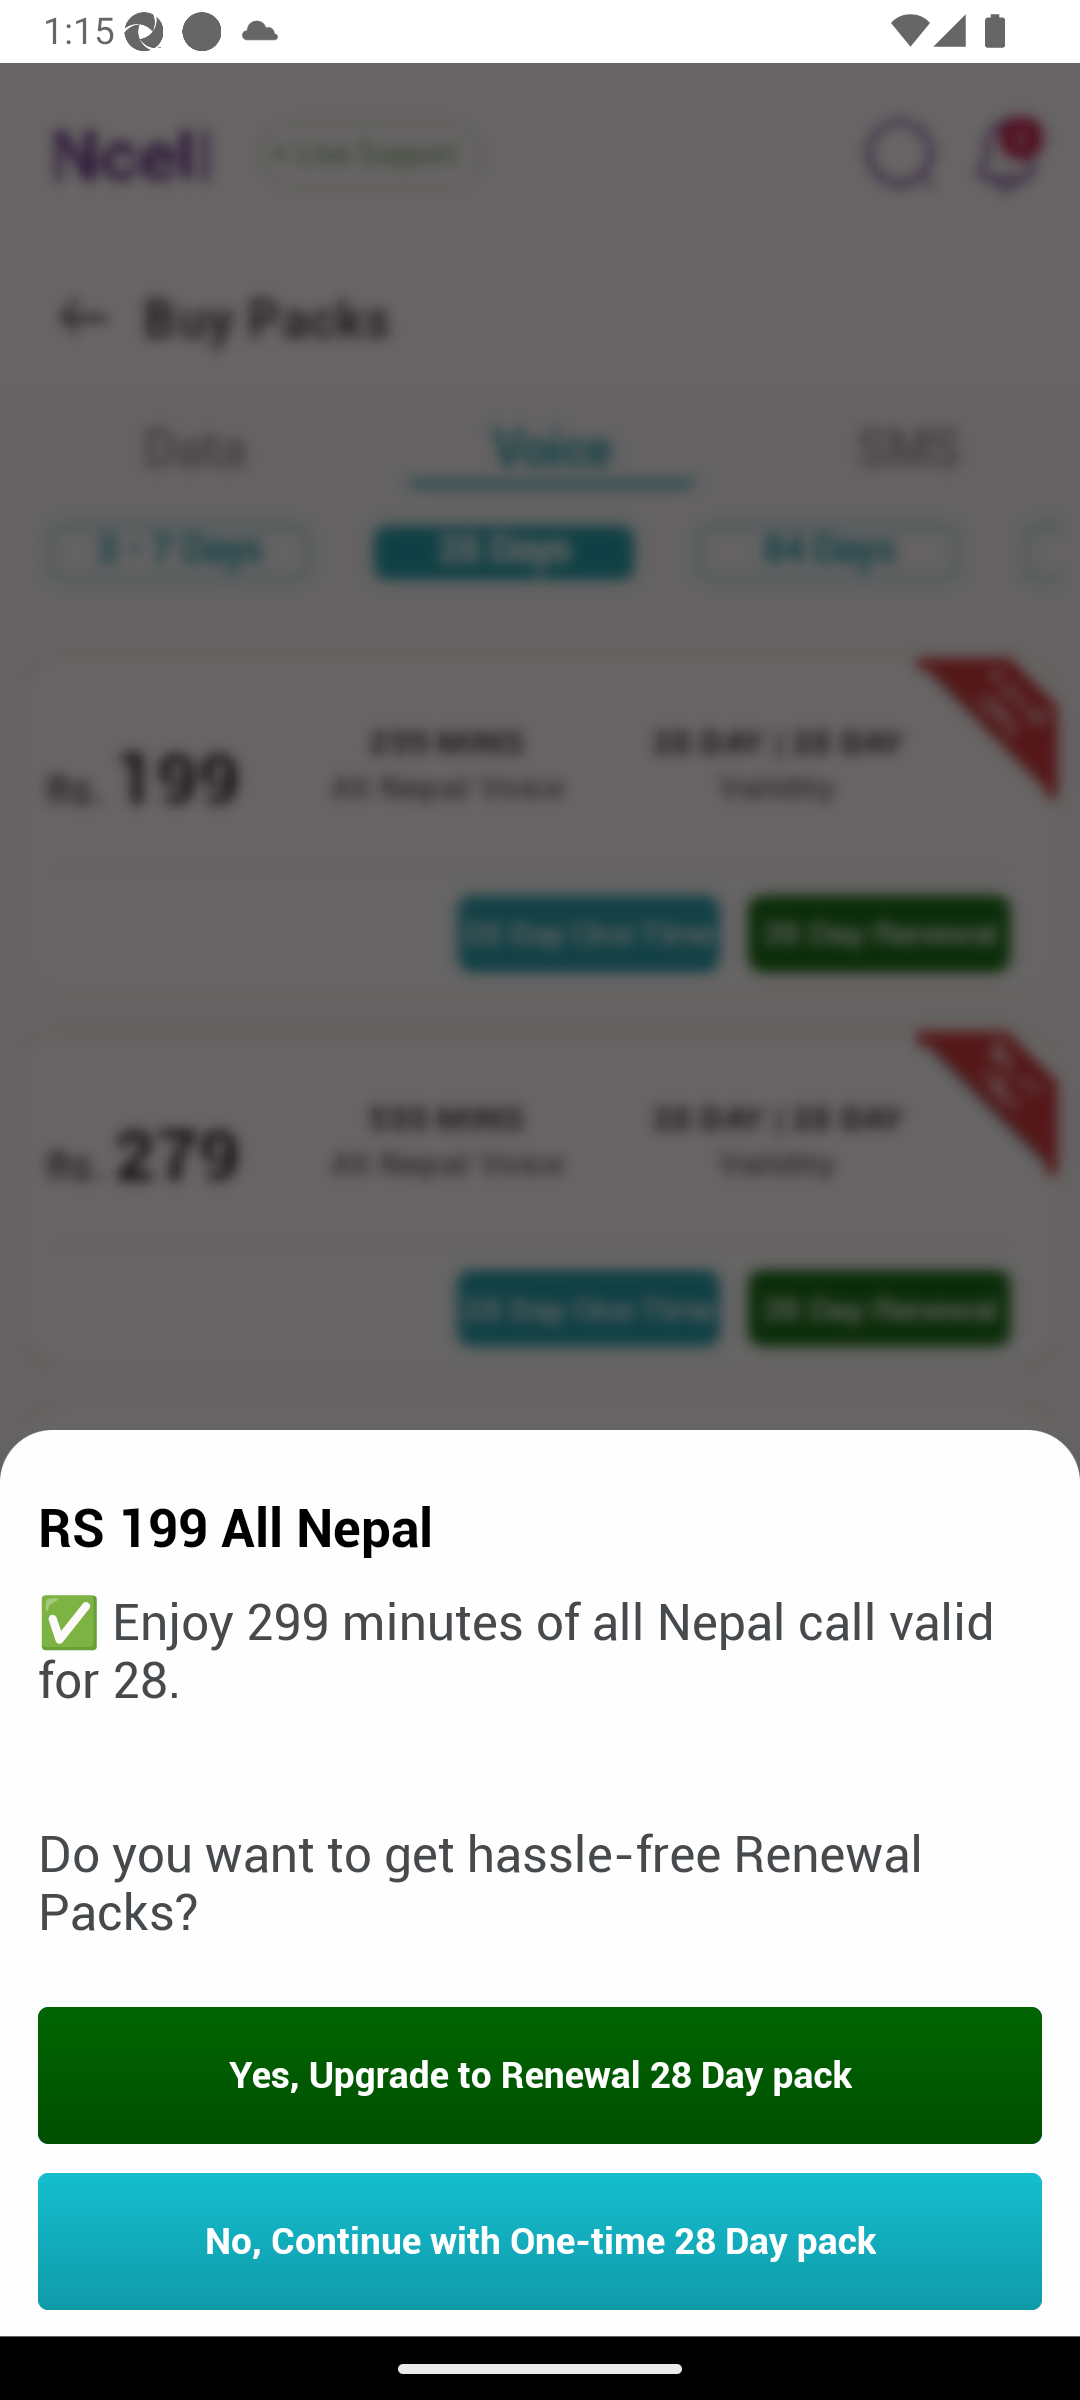 1:15
Ncell
Live Support
Buy Packs
Data Voice SMS
3 - 7 Days 28 Days 84 Days
Rs. 199
299 MINS
All Nepal Voice
28 DAY | 28 DAY
Validity
28 Day One Time 28 Day Renewal
Rs. 279
555 MINS
All Nepal Voice
28 DAY | 28 DAY
Validity
28 Day One Time 28 Day Renewal
RS 199 All Nepal
✅ Enjoy 299 minutes of all Nepal call valid
for 28.
Do you want to get hassle-free Renewal
Packs?
Yes, Upgrade to Renewal 28 Day pack
No, Continue with One-time 28 Day pack